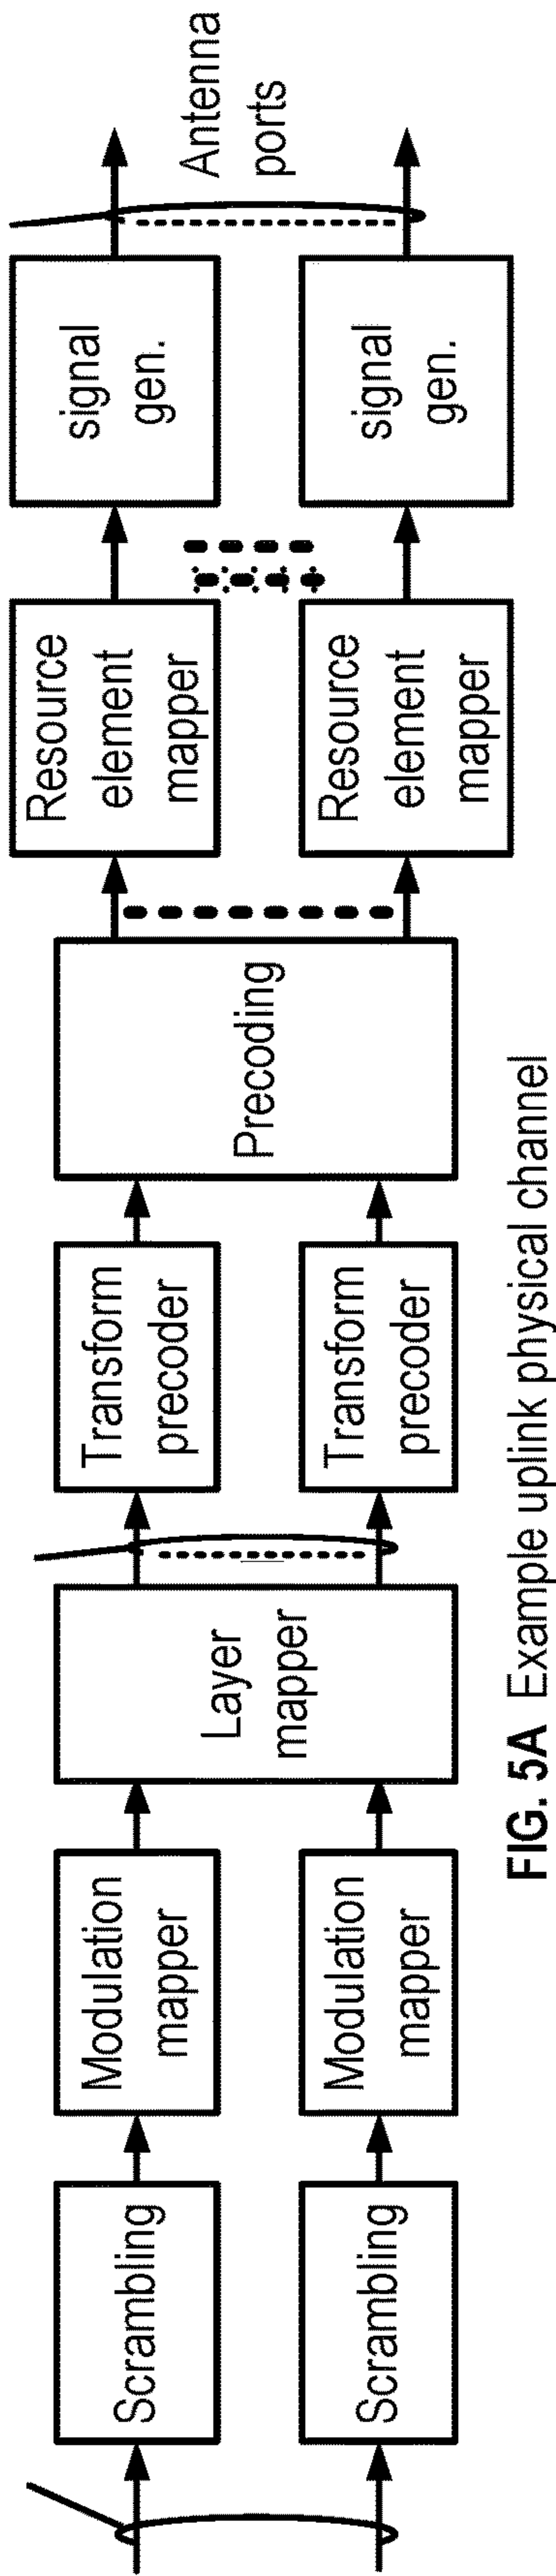 Scrambling
Scrambling
Modulation
mapper
Modulation
mapper
Layer
mapper
Transform
precoder
Transform
precoder
Precoding
Resource
element
mapper
Resource
element
mapper
signal
gen.
signal
gen.
Antenna
ports
FIG. 5A Example uplink physical channel